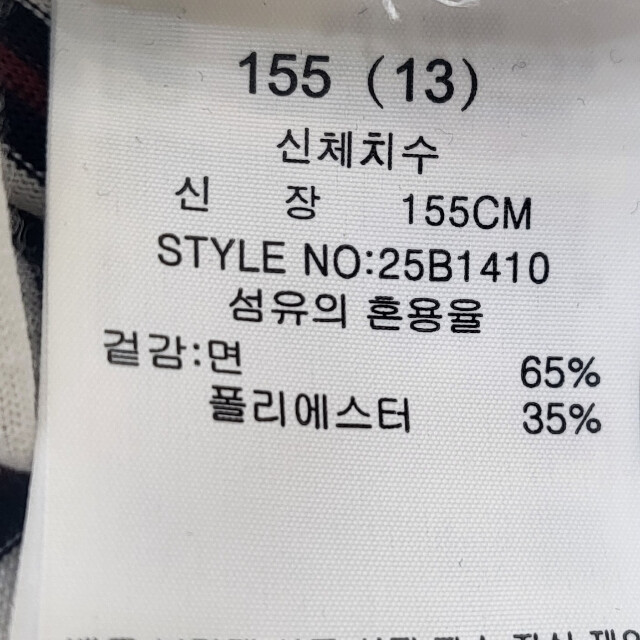 155 (13)
신체치수
신 장 155CM
STYLE NO:25B1410
섬유의 혼용율
겉감:면 65%
폴리에스터 35%